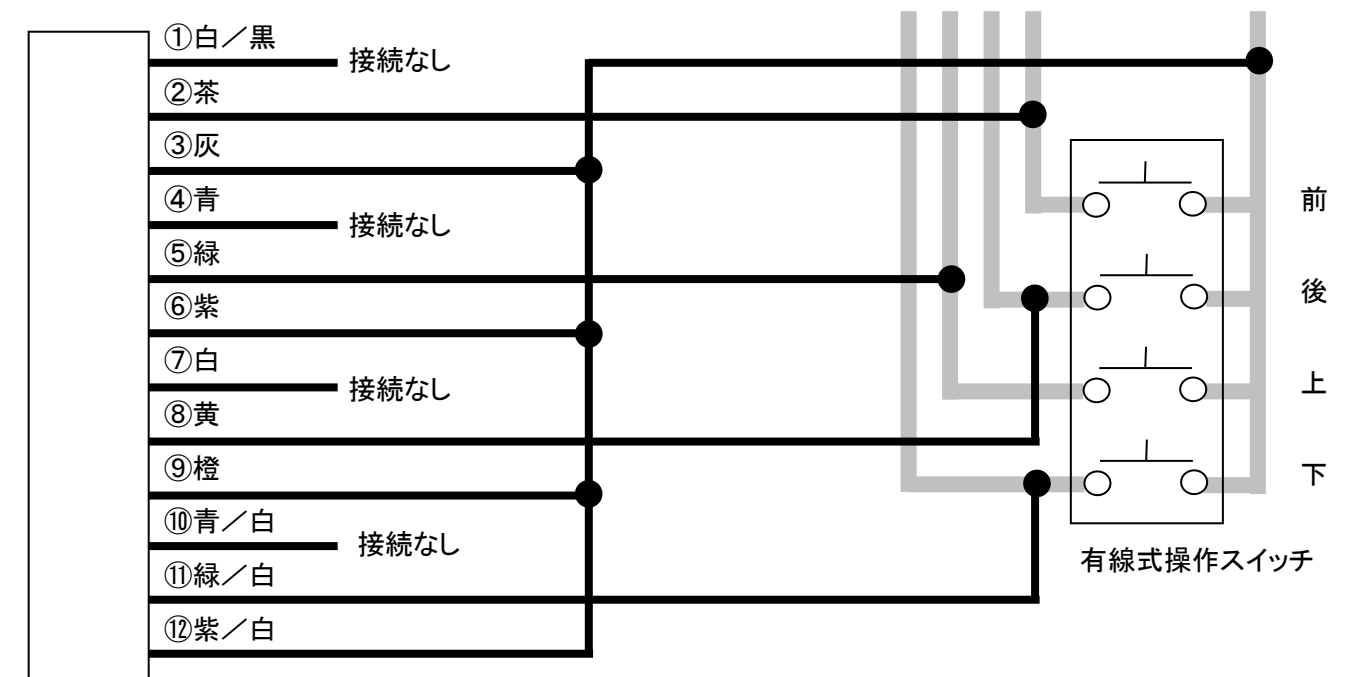 ①白／黒
接続なし
②茶
③灰
④青
接続なし
⑤緑
⑥紫
⑦白
接続なし
⑧黄
⑨橙
⑩青／白
接続なし
⑪緑／白
⑫紫／白
前
後
上
下
有線式操作スイッチ